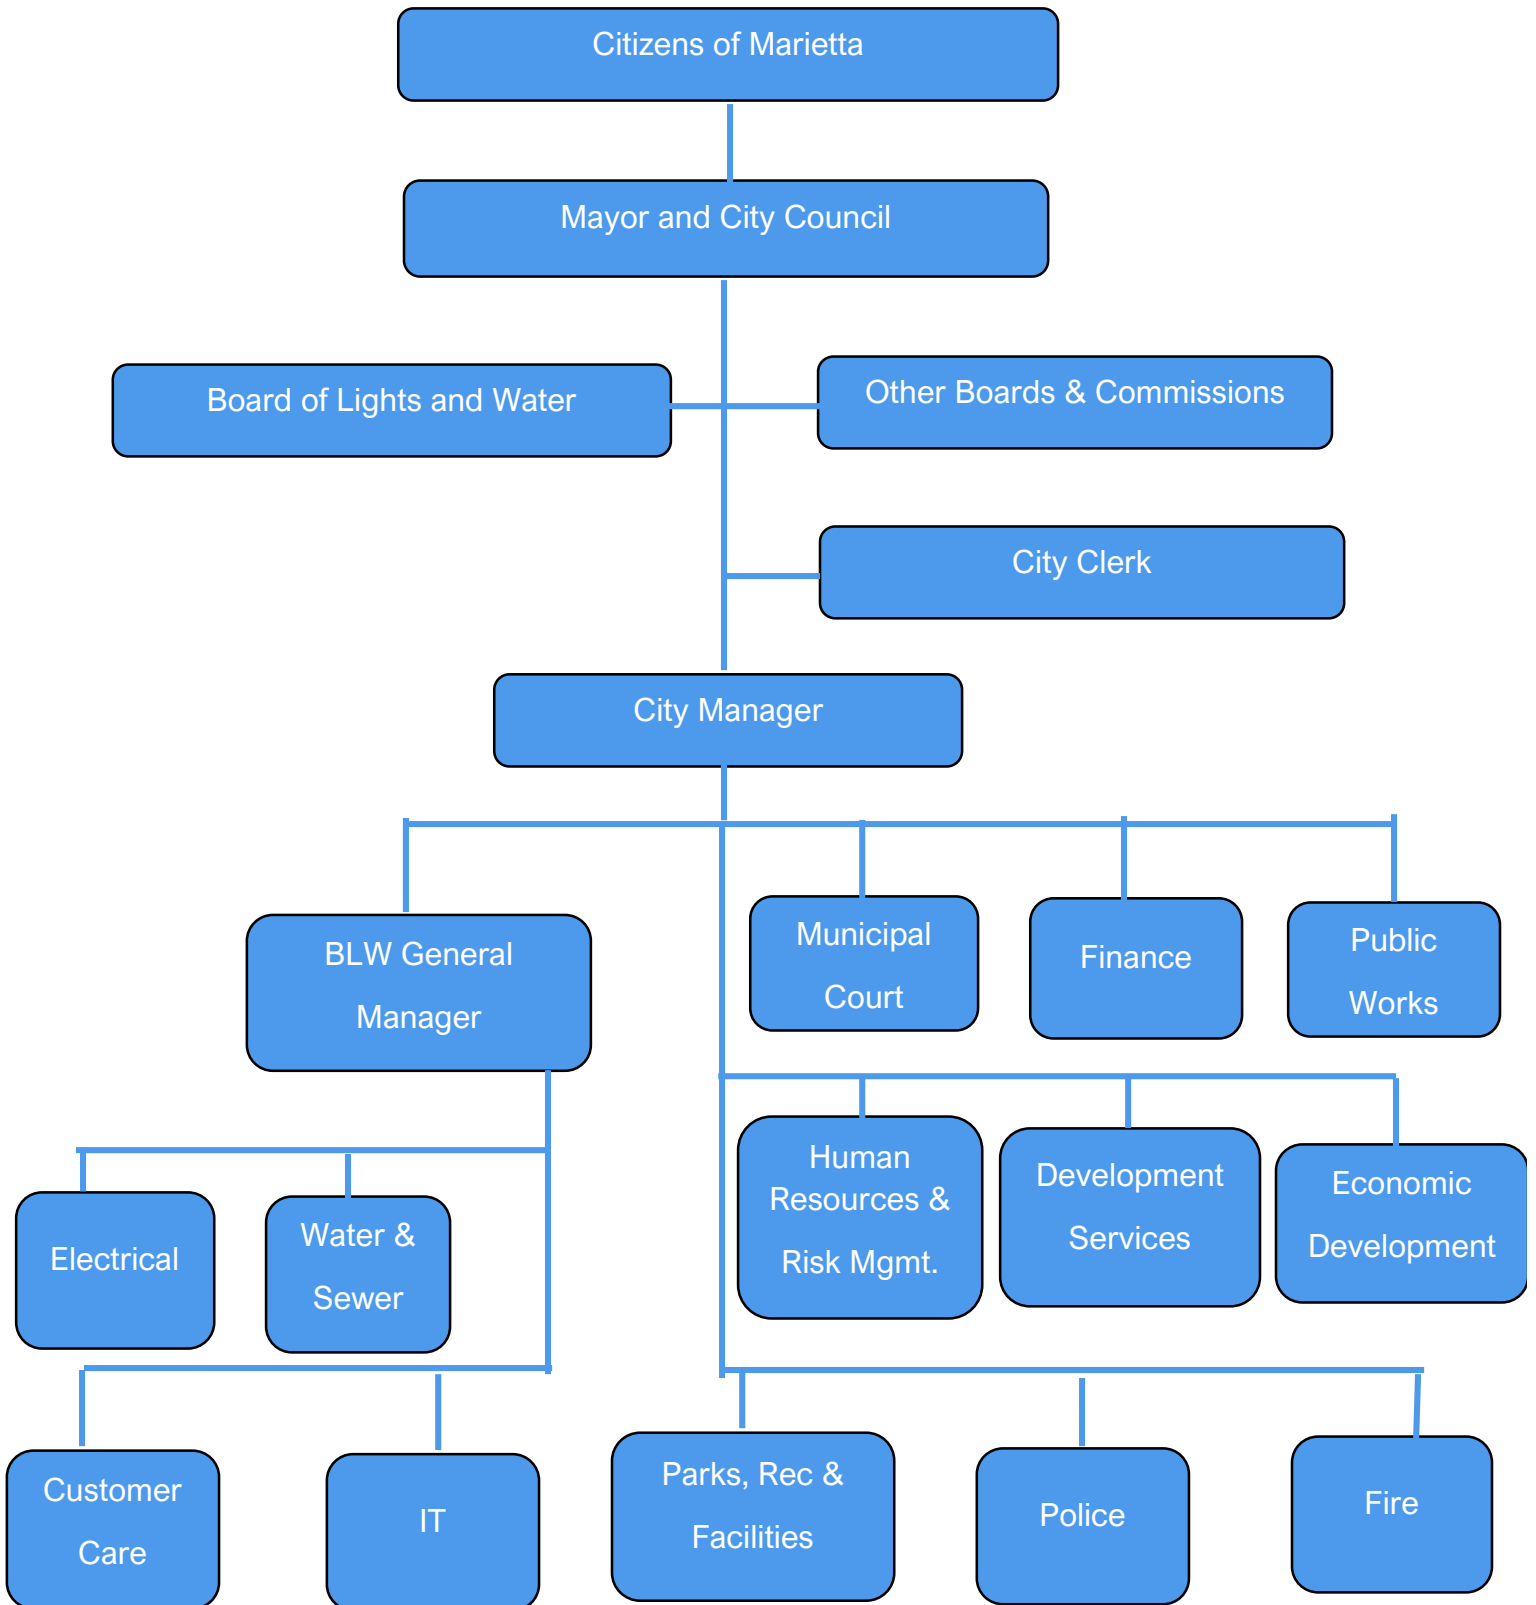 Citizens of Marietta
Mayor and City Council
Board of Lights and Water
Other Boards & Commissions
City Clerk
City Manager
BLW General
Manager
Municipal
Court
Finance
Public
Works
Human
Resources &
Risk Mgmt.
Development
Services
Economic
Development
Electrical
Water &
Sewer
Customer
Care
IT
Parks, Rec &
Facilities
Police
Fire